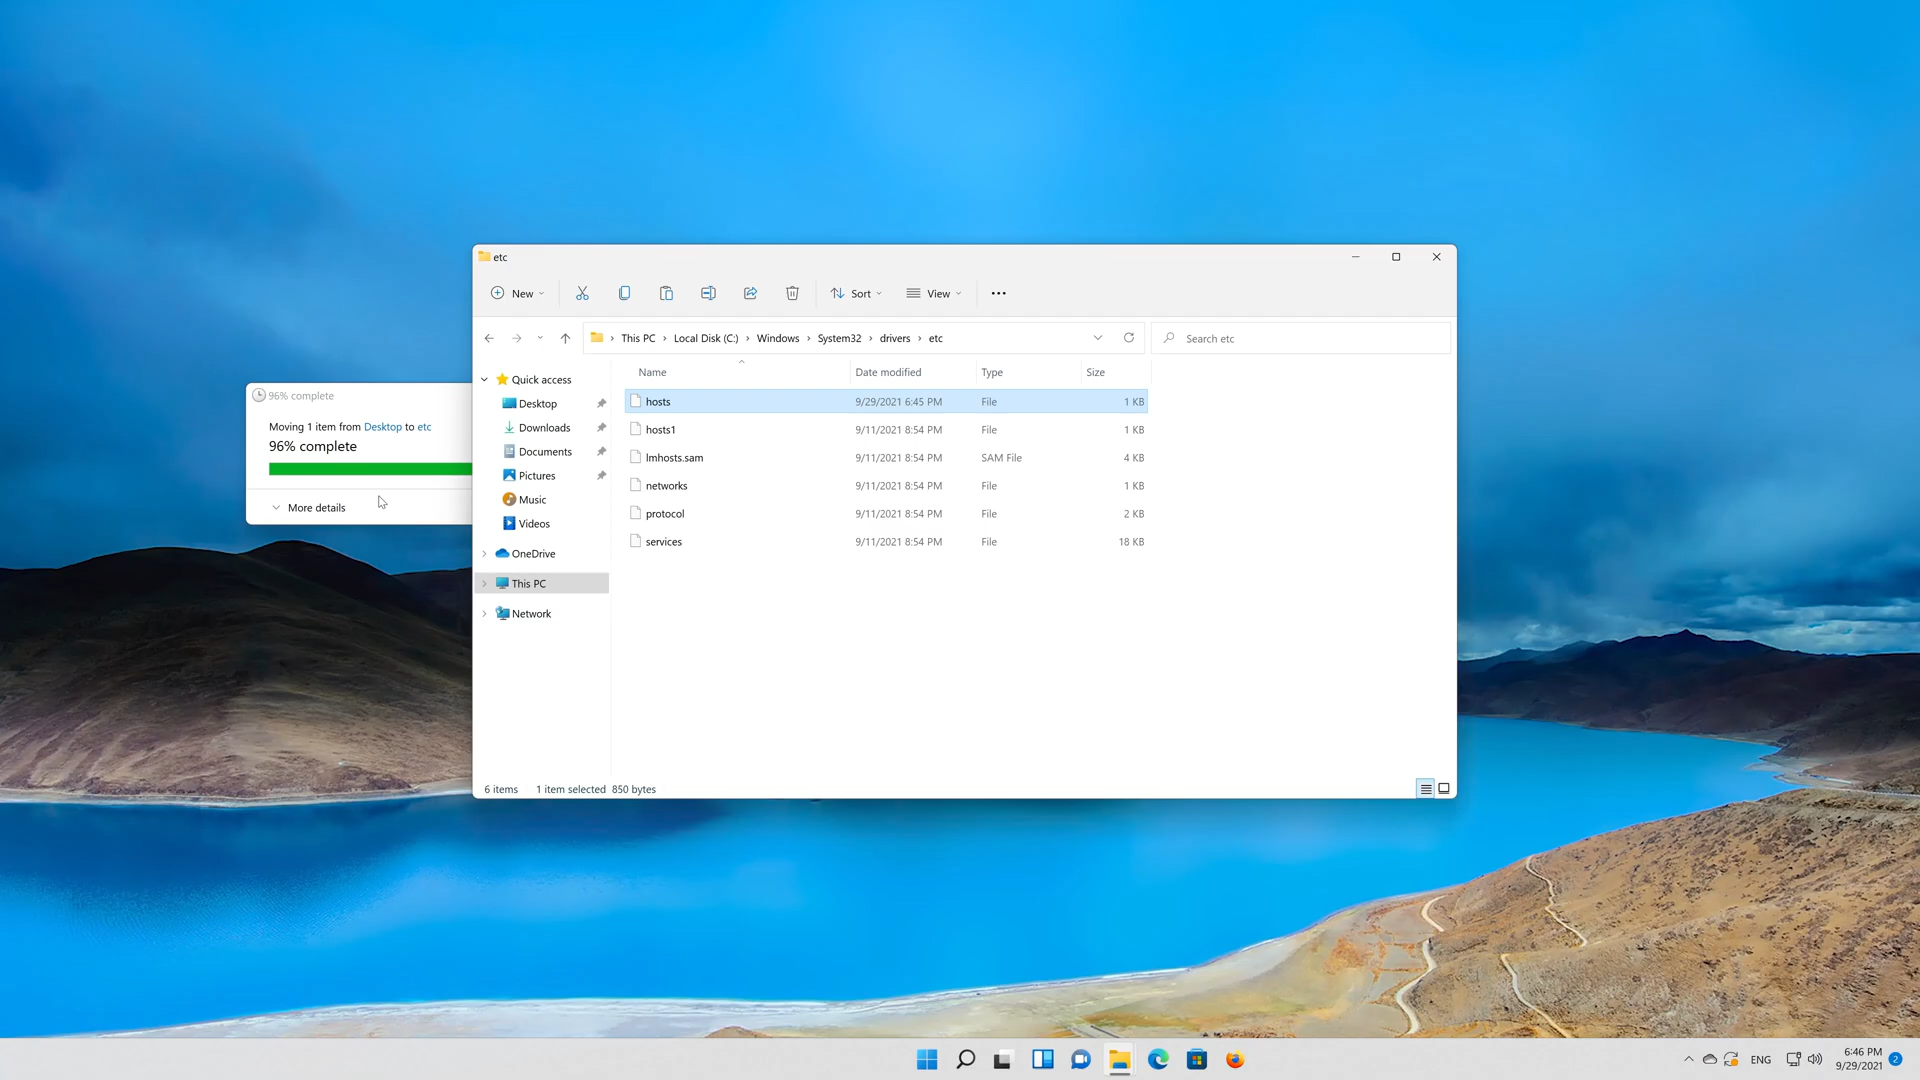 etc
New
Sort
View
This PC
Local Disk (C:)
Windows
System32
drivers
etc
Search etc
Name
Date modified
Type
Size
Quick access
Desktop
Downloads
Documents
Pictures
Music
Videos
OneDrive
This PC
Network
hosts 9/29/2021 6:45 PM File 1 KB
hosts1 9/11/2021 8:54 PM File 1 KB
lmhosts.sam 9/11/2021 8:54 PM SAM File 4 KB
networks 9/11/2021 8:54 PM File 1 KB
protocol 9/11/2021 8:54 PM File 2 KB
services 9/11/2021 8:54 PM File 18 KB
6 items 1 item selected 850 bytes
96% complete
Moving 1 item from Desktop to etc
96% complete
More details
ENG
6:46 PM
9/29/2021
2